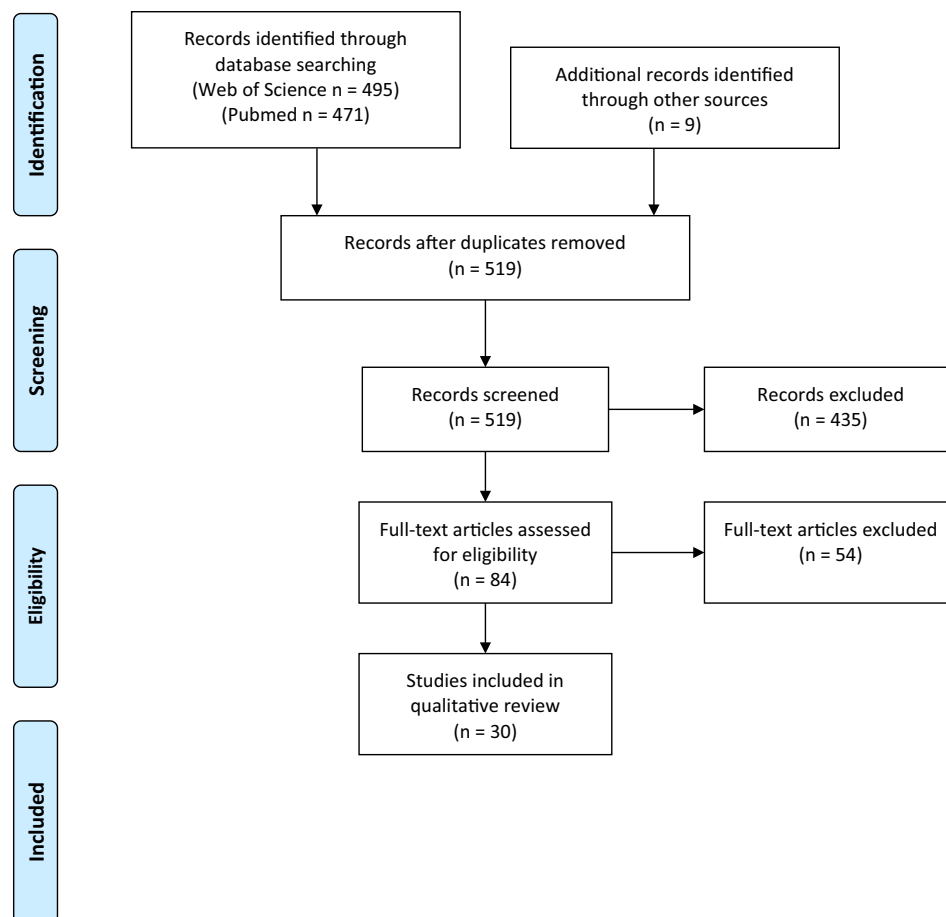 Identification
Records identified through
database searching
(Web of Science n = 495)
(Pubmed n = 471)
Additional records identified
through other sources
(n = 9)
Records after duplicates removed
(n = 519)
Screening
Records screened
(n = 519)
Records excluded
(n = 435)
Eligibility
Full-text articles assessed
for eligibility
(n = 84)
Full-text articles excluded
(n = 54)
Studies included in
qualitative review
(n = 30)
Included